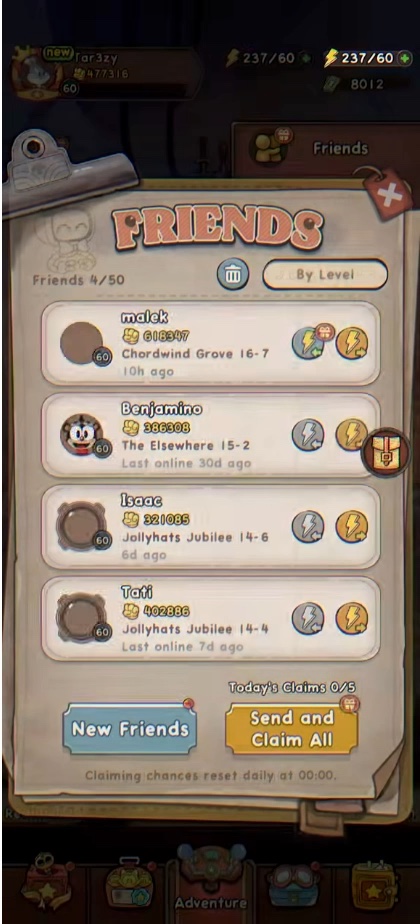 new Tar3zy
477316
60
237/60
237/60
8012
Friends
FRIENDS
Friends 4/50
By Level
malek
618347
60
Chordwind Grove 16-7
10h ago
Benjamino
386308
60
The Elsewhere 15-2
Last online 30d ago
Isaac
321085
60
Jollyhats Jubilee 14-6
6d ago
Tati
402886
60
Jollyhats Jubilee 14-4
Last online 7d ago
Today's Claims 0/5
New Friends
Send and
Claim All
Claiming chances reset daily at 00:00.
Adventure